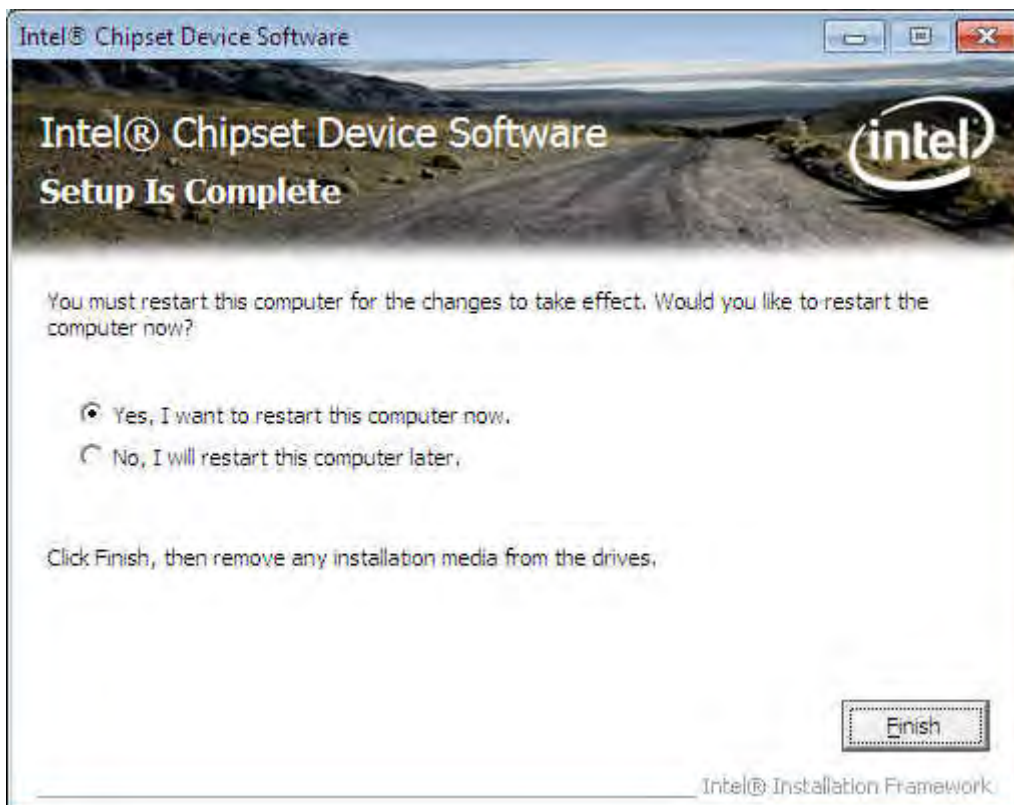 Intel® Chipset Device Software
Intel® Chipset Device Software
intel
Setup Is Complete
You must restart this computer for the changes to take effect. Would you like to restart the
computer now?
Yes, I want to restart this computer now.
No, I will restart this computer later.
Click Finish, then remove any installation media from the drives.
Finish
Intel® Installation Framework